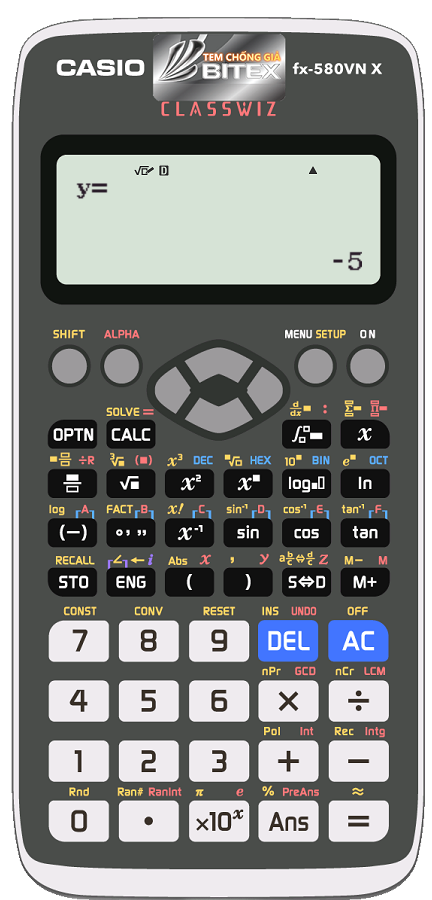 CASIO TEM CHỐNG GIẢ BITEX fx-580VN X
CLASSWIZ
√▫ D ▲
y=
-5
SHIFT ALPHA MENU SETUP ON
SOLVE = d/dx■ : Σ■ Π■
OPTN CALC ∫■ x
■÷R ∛■ (■) x³ DEC ■√□ HEX 10■ BIN e■ OCT
√■ x² x■ log■□ ln
log A FACT B x! C sin⁻¹ D cos⁻¹ E tan⁻¹ F
(−) °’ ” x⁻¹ sin cos tan
RECALL ∠ ← i Abs x , y a b/c⇔d/c z M− M
STO ENG ( ) S⇔D M+
CONST CONV RESET INS UNDO OFF
7 8 9 DEL AC
nPr GCD nCr LCM
4 5 6 × ÷
Pol Int Rec Intg
1 2 3 + −
Rnd Ran# RanInt π e % PreAns ≈
0 • ×10ˣ Ans =